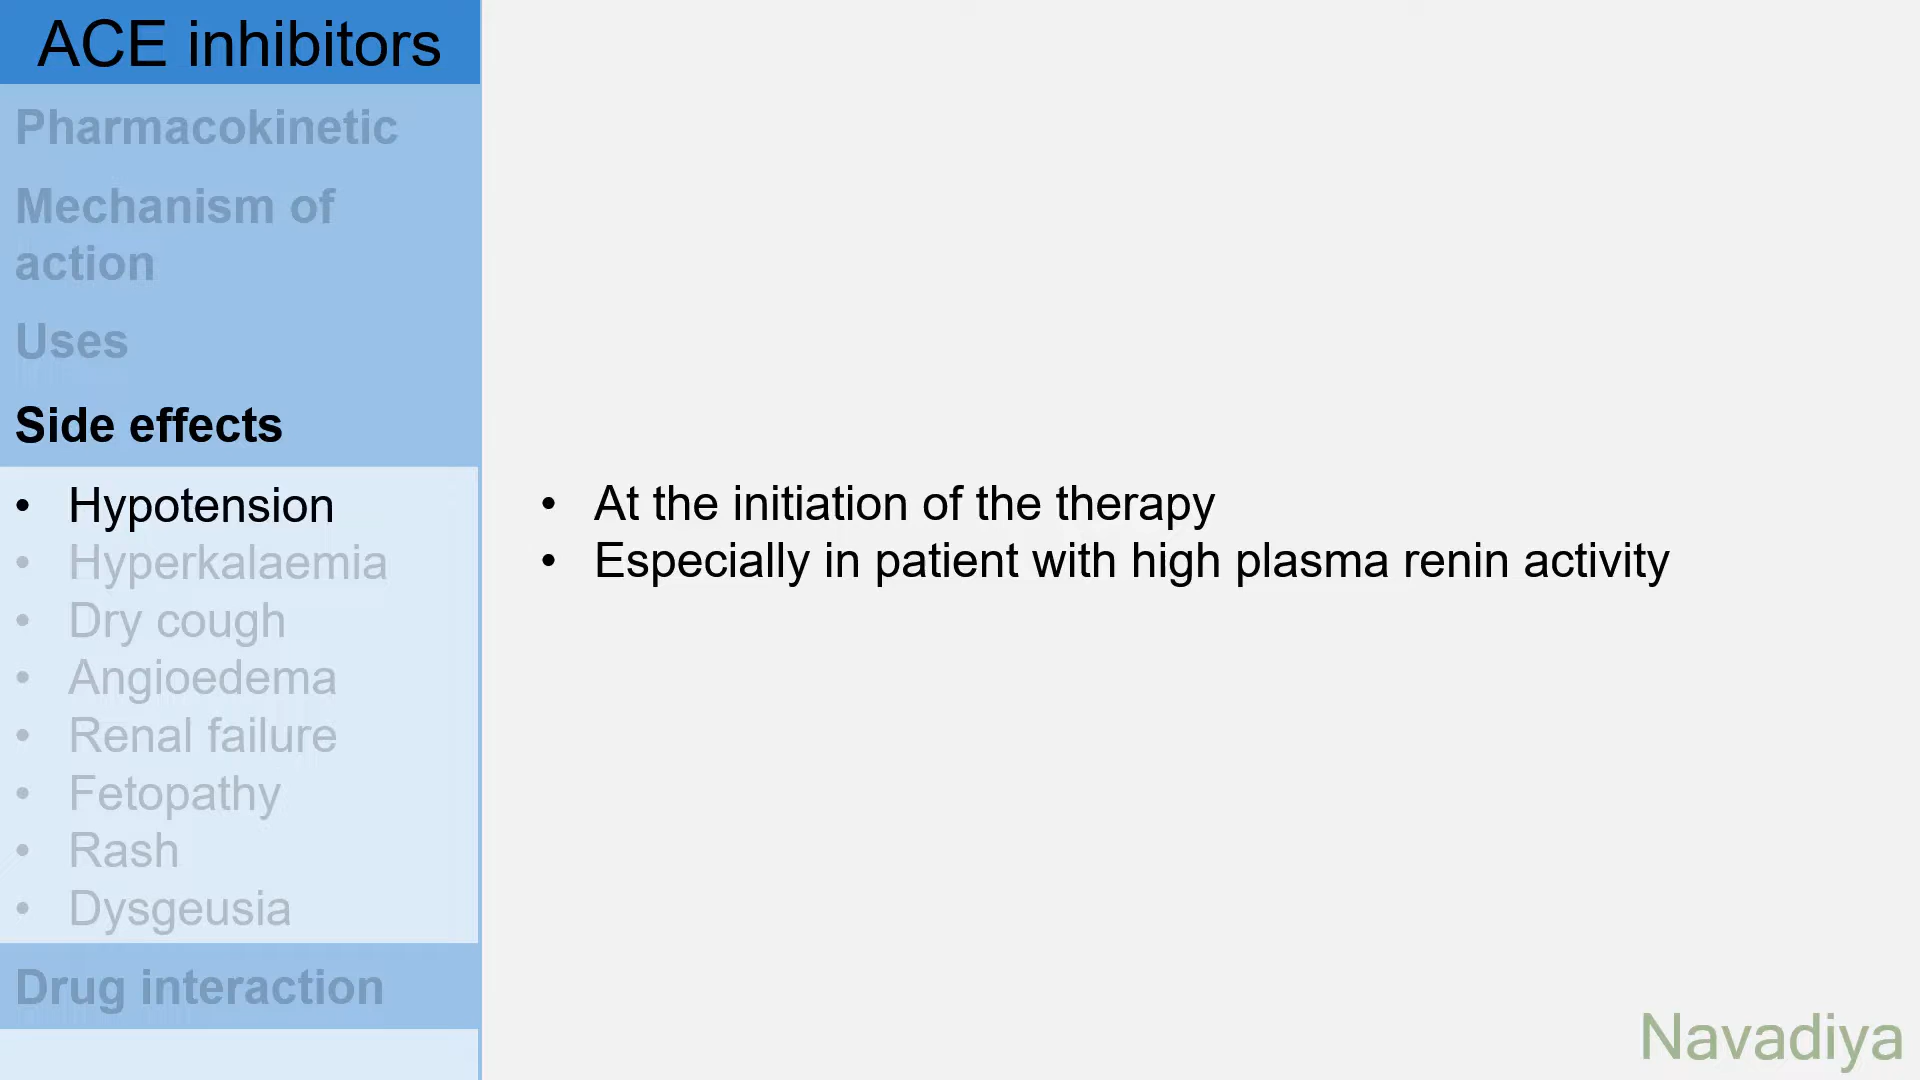 ACE inhibitors
Pharmacokinetic
Mechanism of
action
Uses
Side effects
• Hypotension
• Hyperkalaemia
• Dry cough
• Angioedema
• Renal failure
• Fetopathy
• Rash
• Dysgeusia
Drug interaction
• At the initiation of the therapy
• Especially in patient with high plasma renin activity
Navadiya